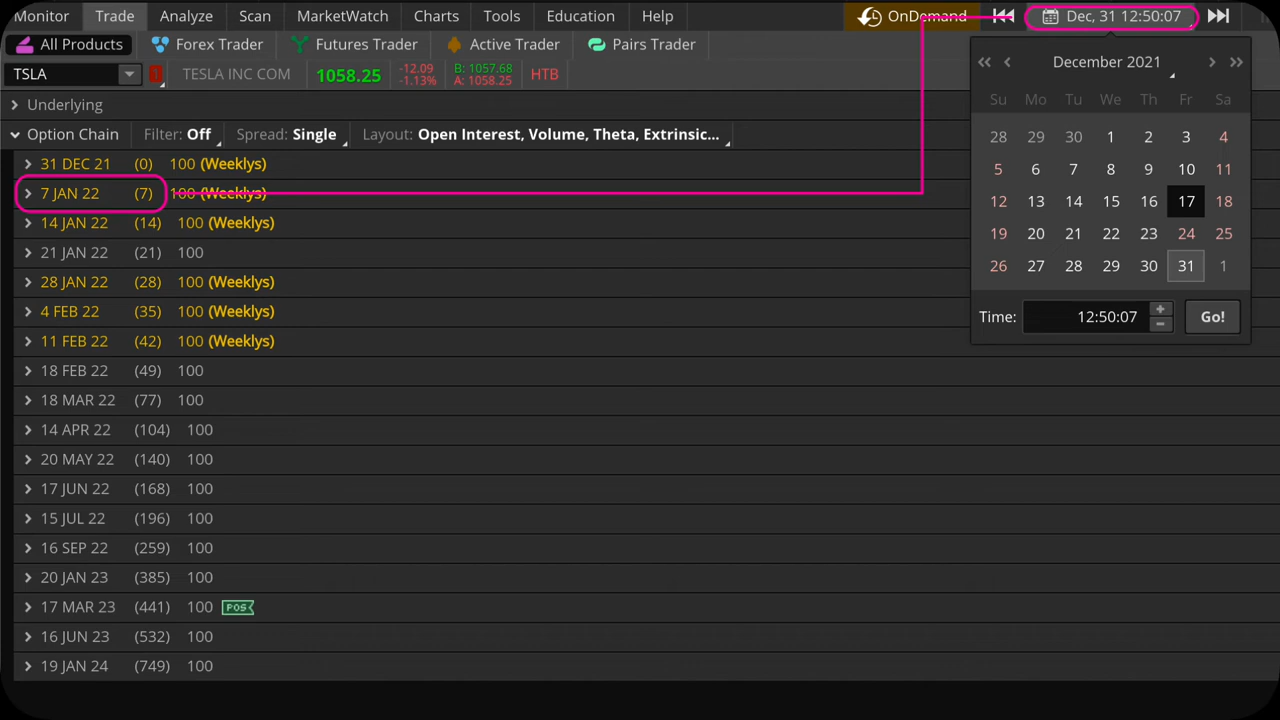 Monitor Trade Analyze Scan MarketWatch Charts Tools Education Help OnDemand Dec, 31 12:50:07
All Products Forex Trader Futures Trader Active Trader Pairs Trader
TSLA TESLA INC COM 1058.25 -12.09 -1.13% B: 1057.68 A: 1058.25 HTB
Underlying
Option Chain Filter: Off Spread: Single Layout: Open Interest, Volume, Theta, Extrinsic...
31 DEC 21 (0) 100 (Weeklys)
7 JAN 22 (7) 100 (Weeklys)
14 JAN 22 (14) 100 (Weeklys)
21 JAN 22 (21) 100
28 JAN 22 (28) 100 (Weeklys)
4 FEB 22 (35) 100 (Weeklys)
11 FEB 22 (42) 100 (Weeklys)
18 FEB 22 (49) 100
18 MAR 22 (77) 100
14 APR 22 (104) 100
20 MAY 22 (140) 100
17 JUN 22 (168) 100
15 JUL 22 (196) 100
16 SEP 22 (259) 100
20 JAN 23 (385) 100
17 MAR 23 (441) 100 POS
16 JUN 23 (532) 100
19 JAN 24 (749) 100
December 2021
Su Mo Tu We Th Fr Sa
28 29 30 1 2 3 4
5 6 7 8 9 10 11
12 13 14 15 16 17 18
19 20 21 22 23 24 25
26 27 28 29 30 31 1
Time: 12:50:07 Go!